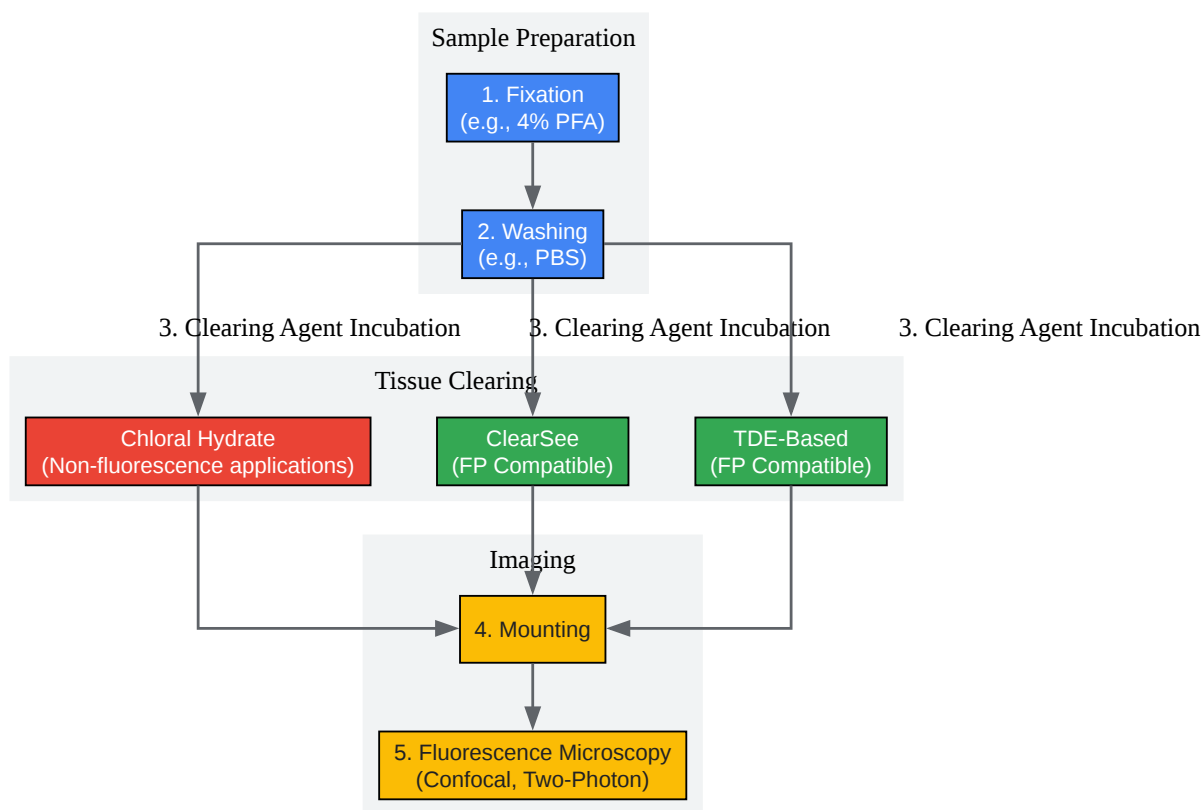 Sample Preparation
1. Fixation
(e.g., 4% PFA)
2. Washing
(e.g., PBS)
3. Clearing Agent Incubation
3. Clearing Agent Incubation
3. Clearing Agent Incubation
Tissue Clearing
Chloral Hydrate
(Non-fluorescence applications)
ClearSee
(FP Compatible)
TDE-Based
(FP Compatible)
Imaging
4. Mounting
5. Fluorescence Microscopy
(Confocal, Two-Photon)